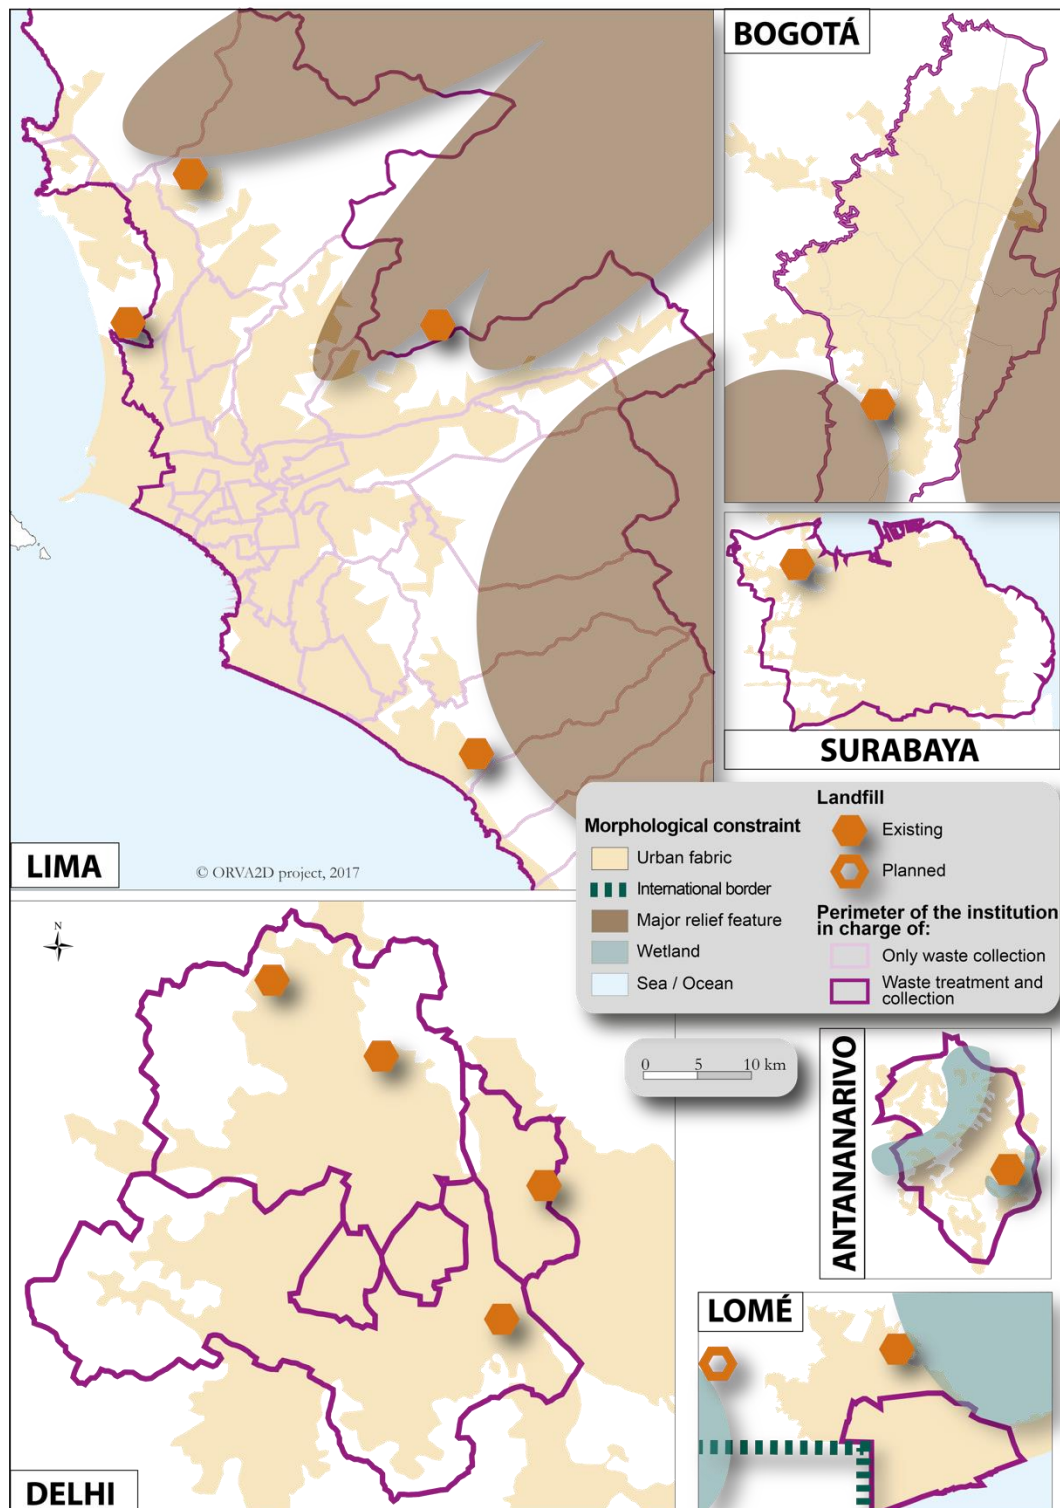 BOGOTÁ
SURABAYA
LIMA
© ORVA2D project, 2017
Morphological constraint
Urban fabric
International border
Major relief feature
Wetland
Sea / Ocean
Landfill
Existing
Planned
Perimeter of the institution
in charge of:
Only waste collection
Waste treatment and
collection
N
0 5 10 km
ANTANANARIVO
LOMÉ
DELHI